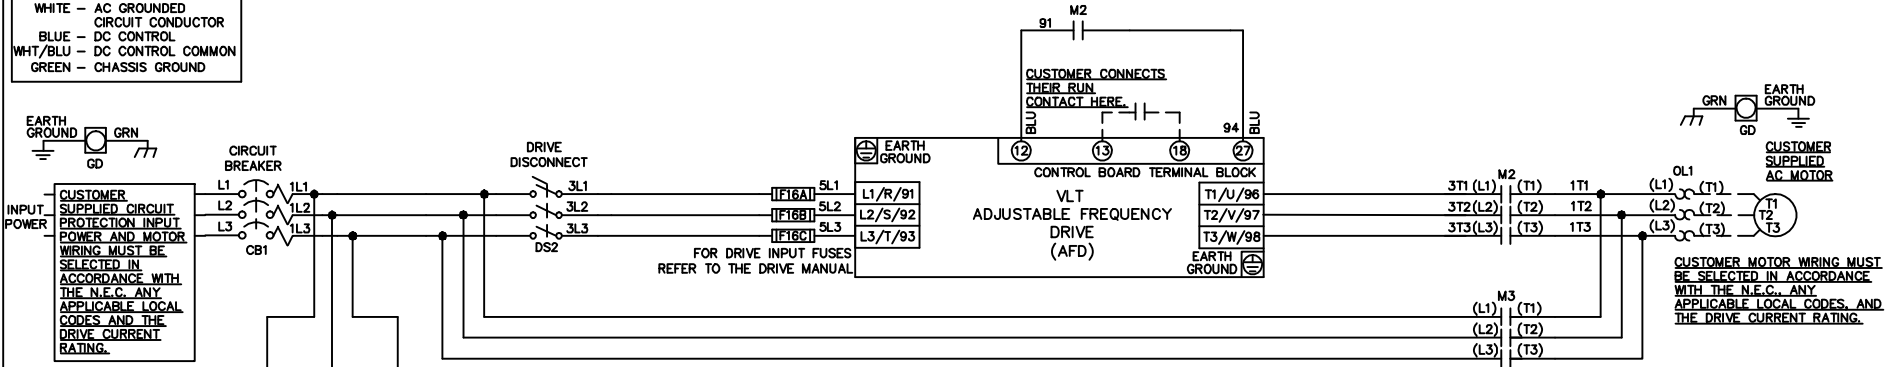 WHITE – AC GROUNDED
CIRCUIT CONDUCTOR
BLUE – DC CONTROL
WHT/BLU – DC CONTROL COMMON
GREEN – CHASSIS GROUND
EARTH
GROUND
GRN
GD
INPUT
POWER
CUSTOMER
SUPPLIED CIRCUIT
PROTECTION INPUT
POWER AND MOTOR
WIRING MUST BE
SELECTED IN
ACCORDANCE WITH
THE N.E.C. ANY
APPLICABLE LOCAL
CODES AND THE
DRIVE CURRENT
RATING.
CIRCUIT
BREAKER
L1 1L1
L2 1L2
L3 1L3
CB1
DRIVE
DISCONNECT
3L1
3L2
3L3
DS2
F16A 5L1
F16B 5L2
F16C 5L3
FOR DRIVE INPUT FUSES
REFER TO THE DRIVE MANUAL
M2
91
CUSTOMER CONNECTS
THEIR RUN
CONTACT HERE.
BLU
94
BLU
12 13 18 27
CONTROL BOARD TERMINAL BLOCK
EARTH
GROUND
L1/R/91
L2/S/92
L3/T/93
VLT
ADJUSTABLE FREQUENCY
DRIVE
(AFD)
T1/U/96
T2/V/97
T3/W/98
EARTH
GROUND
M2
3T1 (L1) (T1) 1T1
3T2(L2) (T2) 1T2
3T3(L3) (T3) 1T3
M3
(L1) (T1)
(L2) (T2)
(L3) (T3)
OL1
(L1) (T1)
(L2) (T2)
(L3) (T3)
GRN
EARTH
GROUND
GD
CUSTOMER
SUPPLIED
AC MOTOR
T1
T2
T3
CUSTOMER MOTOR WIRING MUST
BE SELECTED IN ACCORDANCE
WITH THE N.E.C., ANY
APPLICABLE LOCAL CODES, AND
THE DRIVE CURRENT RATING.